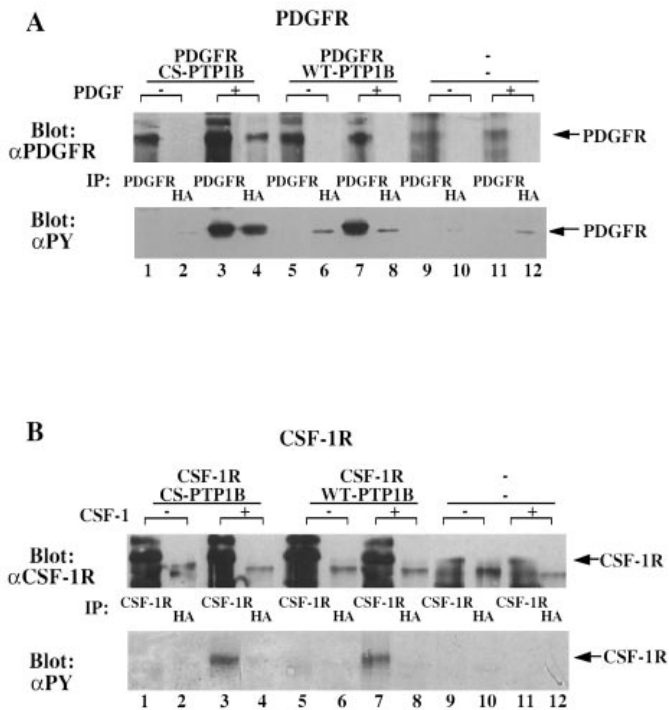 A
PDGFR
PDGFR PDGFR -
CS-PTP1B WT-PTP1B -
PDGF - + - + - +
Blot:
αPDGFR
PDGFR
IP: PDGFR PDGFR PDGFR PDGFR PDGFR PDGFR
HA HA HA HA HA HA
Blot:
αPY
PDGFR
1 2 3 4 5 6 7 8 9 10 11 12
B
CSF-1R
CSF-1R CSF-1R -
CS-PTP1B WT-PTP1B -
CSF-1 - + - + - +
Blot:
αCSF-1R
CSF-1R
IP: CSF-1R CSF-1R CSF-1R CSF-1R CSF-1R CSF-1R
HA HA HA HA HA HA
Blot:
αPY
CSF-1R
1 2 3 4 5 6 7 8 9 10 11 12